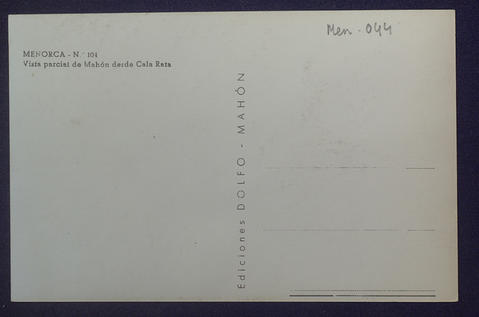 Men-044
MENORCA - N.º 104
Vista parcial de Mahón desde Cala Rata
Ediciones DOLFO - MAHÓN